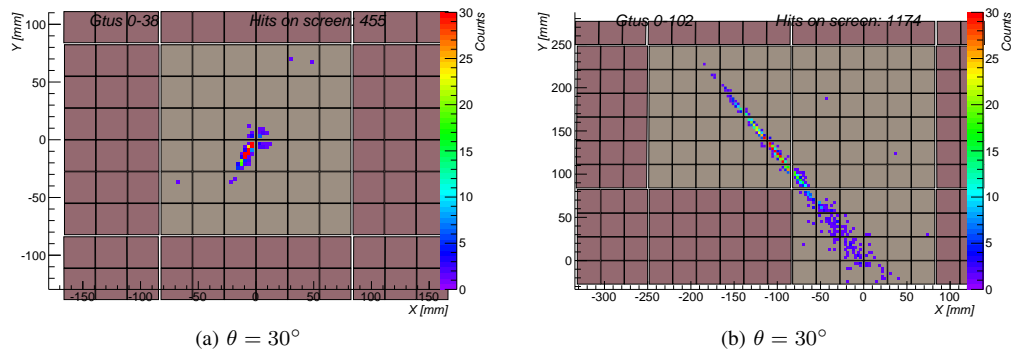 Gtus 0-38 Hits on screen: 455
Y [mm]
100
50
0
-50
-100
-150 -100 -50 0 50 100 150
X [mm]
30
25
20
15
10
5
0
Counts
(a) θ = 30°
Gtus 0-102 Hits on screen: 1174
Y [mm]
250
200
150
100
50
0
-300 -250 -200 -150 -100 -50 0 50 100
X [mm]
30
25
20
15
10
5
0
Counts
(b) θ = 30°